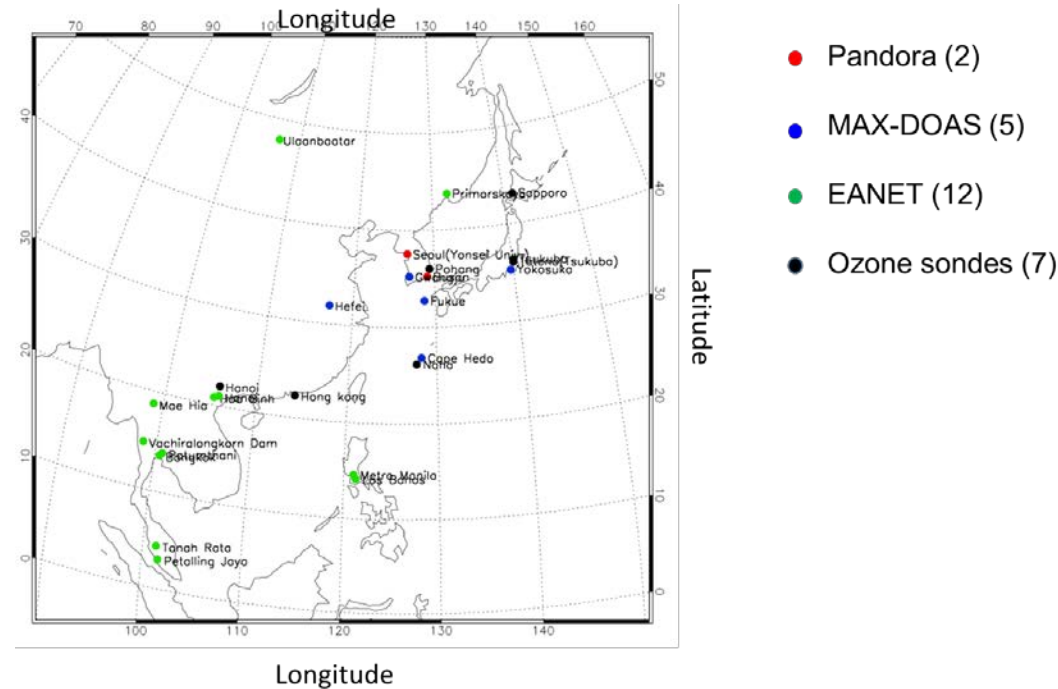 Longitude
70 80 90 100 110 120 130 140 150 160
50
40
40
30
30
20
20
10
10
0
0
Ulaanbaatar
Sapporo
Seoul(Yonsei Univ)
Tsukuba
Pohang
Yokosuka
Fukue
Hefei
Cape Hedo
Naha
Hanoi
Hong kong
Mae Hia
Vachiralongkorn Dam
Bangkok
Metro Manila
Los Banos
Tanah Rata
Petalling Jaya
100 110 120 130 140
Longitude
Latitude
Pandora (2)
MAX-DOAS (5)
EANET (12)
Ozone sondes (7)